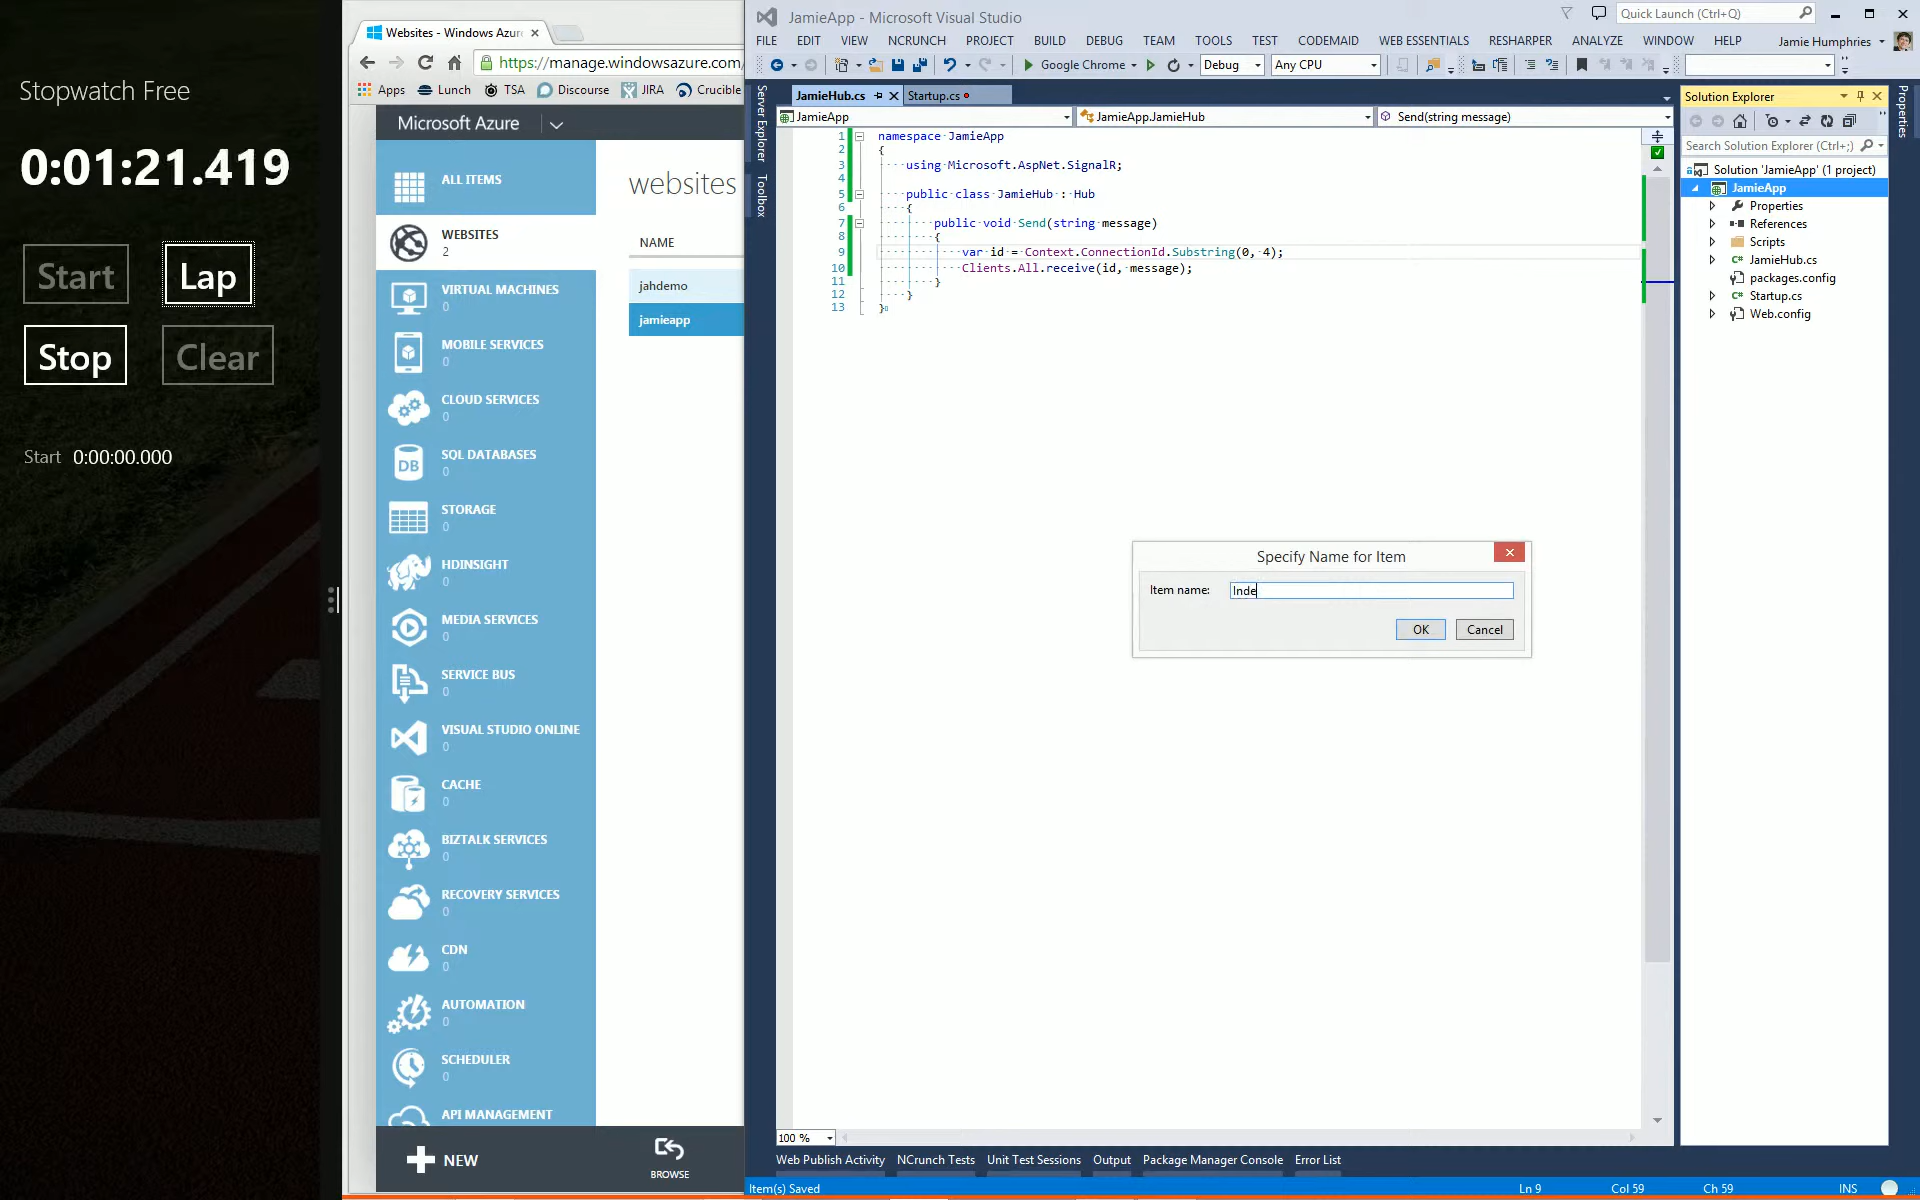 Stopwatch Free
0:01:21.419
Start
Lap
Stop
Clear
Start 0:00:00.000
Websites - Windows Azur
https://manage.windowsazure.com/
Apps
Lunch
TSA
Discourse
JIRA
Crucible
Microsoft Azure
ALL ITEMS
WEBSITES
2
VIRTUAL MACHINES
0
MOBILE SERVICES
0
CLOUD SERVICES
0
SQL DATABASES
0
DB
STORAGE
0
HDINSIGHT
0
MEDIA SERVICES
0
SERVICE BUS
0
VISUAL STUDIO ONLINE
0
CACHE
0
BIZTALK SERVICES
0
RECOVERY SERVICES
0
CDN
0
AUTOMATION
0
SCHEDULER
0
API MANAGEMENT
NEW
BROWSE
websites
NAME
jahdemo
jamieapp
JamieApp - Microsoft Visual Studio
Quick Launch (Ctrl+Q)
FILE EDIT VIEW NCRUNCH PROJECT BUILD DEBUG TEAM TOOLS TEST CODEMAID WEB ESSENTIALS RESHARPER ANALYZE WINDOW HELP
Jamie Humphries
Google Chrome
Debug
Any CPU
Server Explorer
Toolbox
JamieHub.cs
Startup.cs
JamieApp
JamieApp.JamieHub
Send(string message)
1 namespace JamieApp
2 {
3 using Microsoft.AspNet.SignalR;
4
5 public class JamieHub : Hub
6 {
7 public void Send(string message)
8 {
9 var id = Context.ConnectionId.Substring(0, 4);
10 Clients.All.receive(id, message);
11 }
12 }
13 }
Specify Name for Item
Item name: Inde
OK
Cancel
Solution Explorer
Search Solution Explorer (Ctrl+;)
Solution 'JamieApp' (1 project)
JamieApp
Properties
References
Scripts
JamieHub.cs
packages.config
Startup.cs
Web.config
Properties
100 %
Web Publish Activity
NCrunch Tests
Unit Test Sessions
Output
Package Manager Console
Error List
Item(s) Saved
Ln 9
Col 59
Ch 59
INS